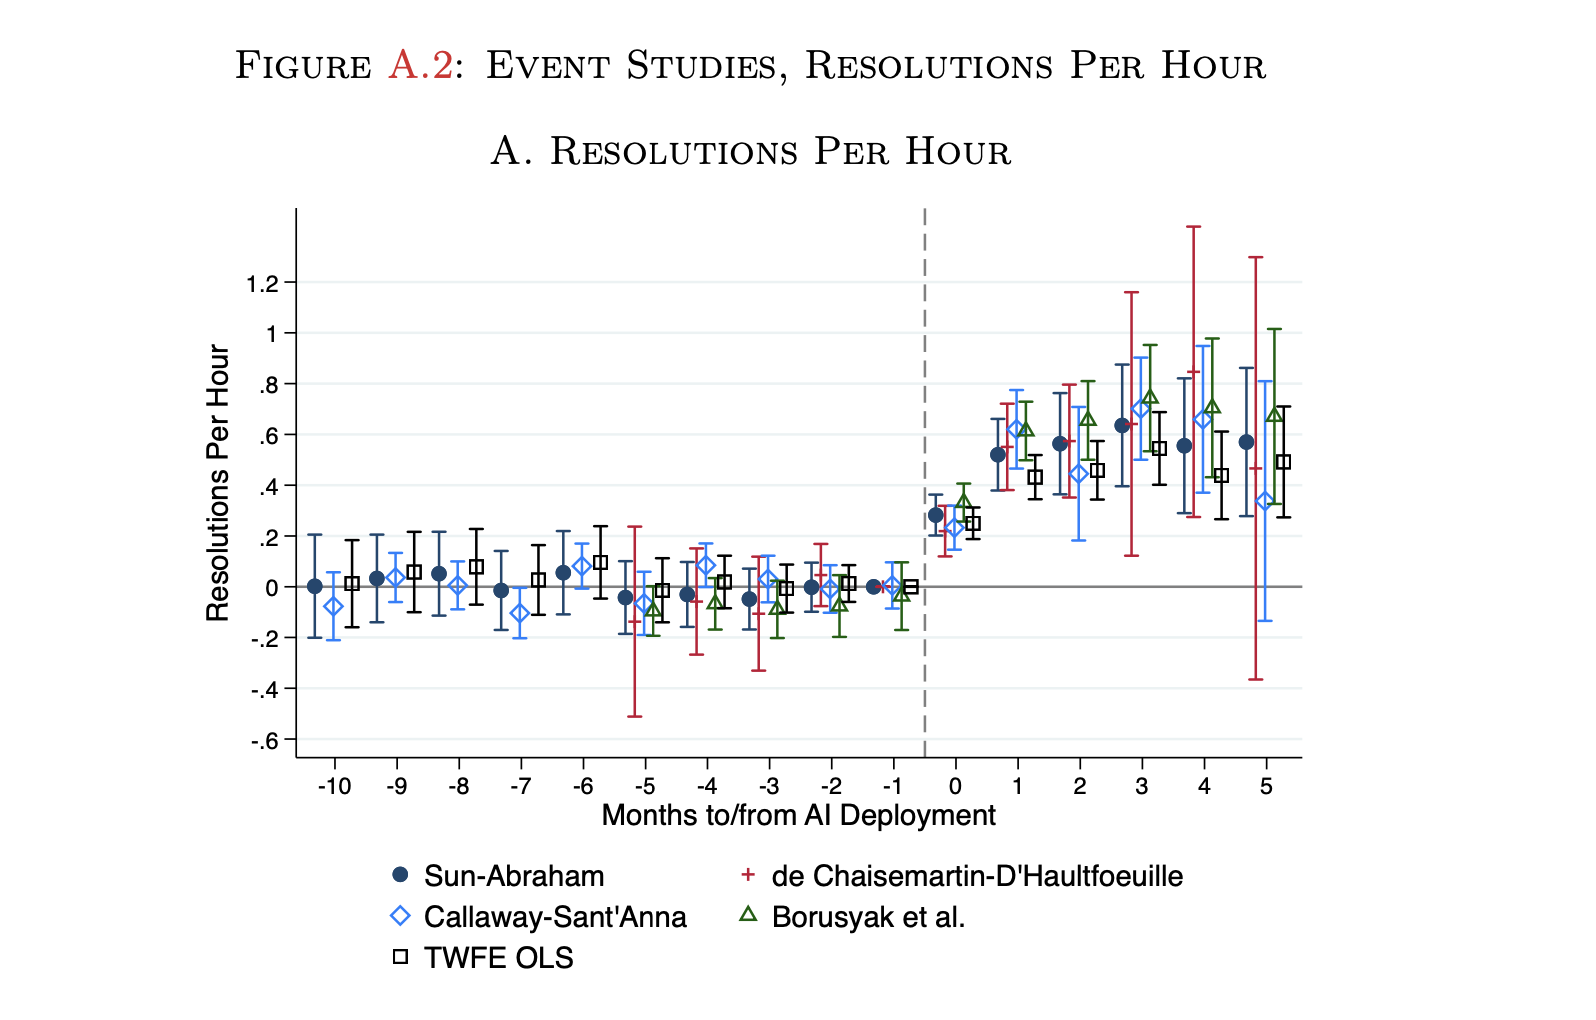 FIGURE A.2: EVENT STUDIES, RESOLUTIONS PER HOUR
A. RESOLUTIONS PER HOUR
Resolutions Per Hour
1.2
1
.8
.6
.4
.2
0
-.2
-.4
-.6
-10 -9 -8 -7 -6 -5 -4 -3 -2 -1 0 1 2 3 4 5
Months to/from AI Deployment
Sun-Abraham
de Chaisemartin-D'Haultfoeuille
Callaway-Sant'Anna
Borusyak et al.
TWFE OLS